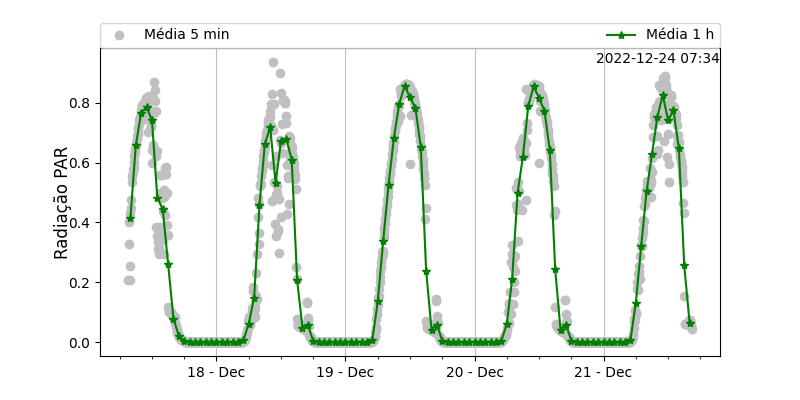 Média 5 min
Média 1 h
2022-12-24 07:34
Radiação PAR
0.8
0.6
0.4
0.2
0.0
18 - Dec
19 - Dec
20 - Dec
21 - Dec